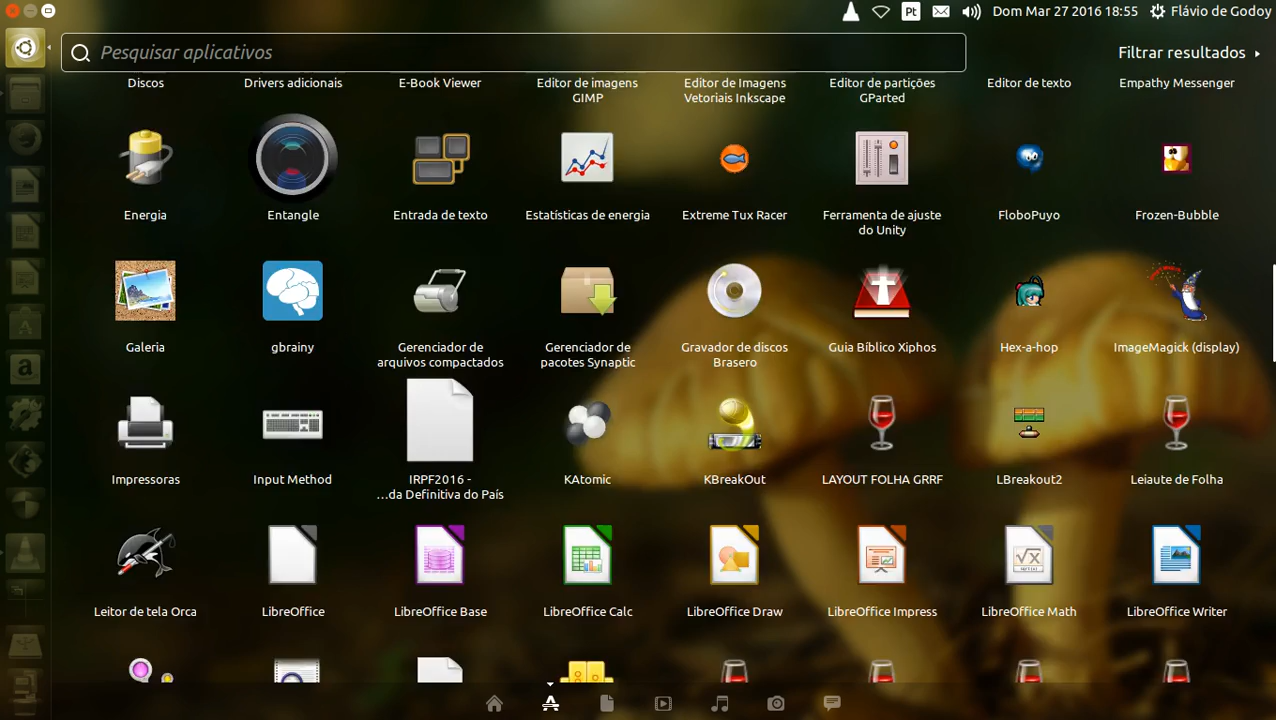 Pt
Dom Mar 27 2016 18:55
Flávio de Godoy
Pesquisar aplicativos
Filtrar resultados
Discos
Drivers adicionais
E-Book Viewer
Editor de imagens
GIMP
Editor de Imagens
Vetoriais Inkscape
Editor de partições
GParted
Editor de texto
Empathy Messenger
Energia
Entangle
Entrada de texto
Estatísticas de energia
Extreme Tux Racer
Ferramenta de ajuste
do Unity
FloboPuyo
Frozen-Bubble
Galeria
gbrainy
Gerenciador de
arquivos compactados
Gerenciador de
pacotes Synaptic
Gravador de discos
Brasero
Guia Bíblico Xiphos
Hex-a-hop
ImageMagick (display)
Impressoras
Input Method
IRPF2016 -
…da Definitiva do País
KAtomic
KBreakOut
LAYOUT FOLHA GRRF
LBreakout2
Leiaute de Folha
Leitor de tela Orca
LibreOffice
LibreOffice Base
LibreOffice Calc
LibreOffice Draw
LibreOffice Impress
LibreOffice Math
LibreOffice Writer